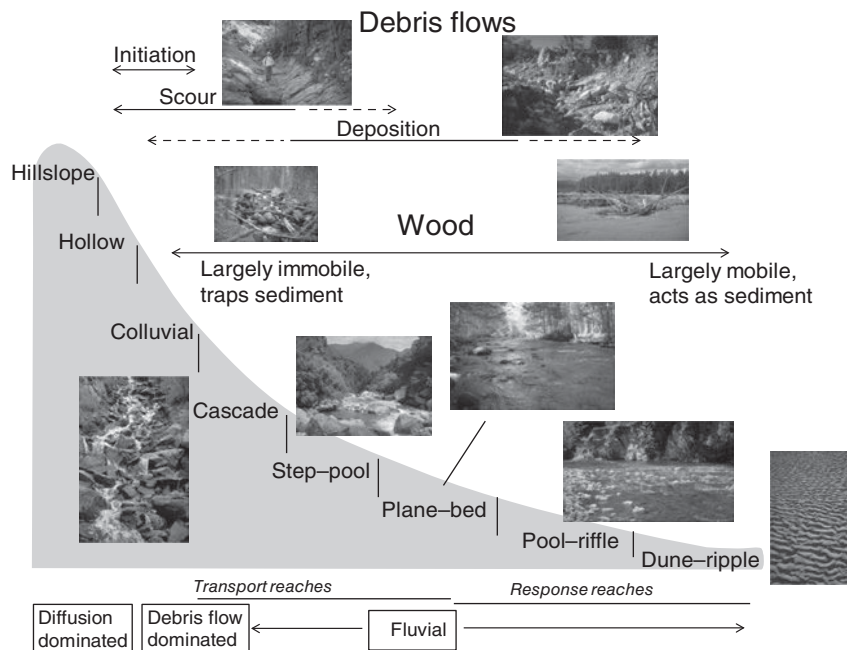 Debris flows
Initiation
Scour
Deposition
Hillslope
Wood
Hollow
Largely immobile,
traps sediment
Largely mobile,
acts as sediment
Colluvial
Cascade
Step–pool
Plane–bed
Pool–riffle
Dune–ripple
Transport reaches
Response reaches
Diffusion
dominated
Debris flow
dominated
Fluvial